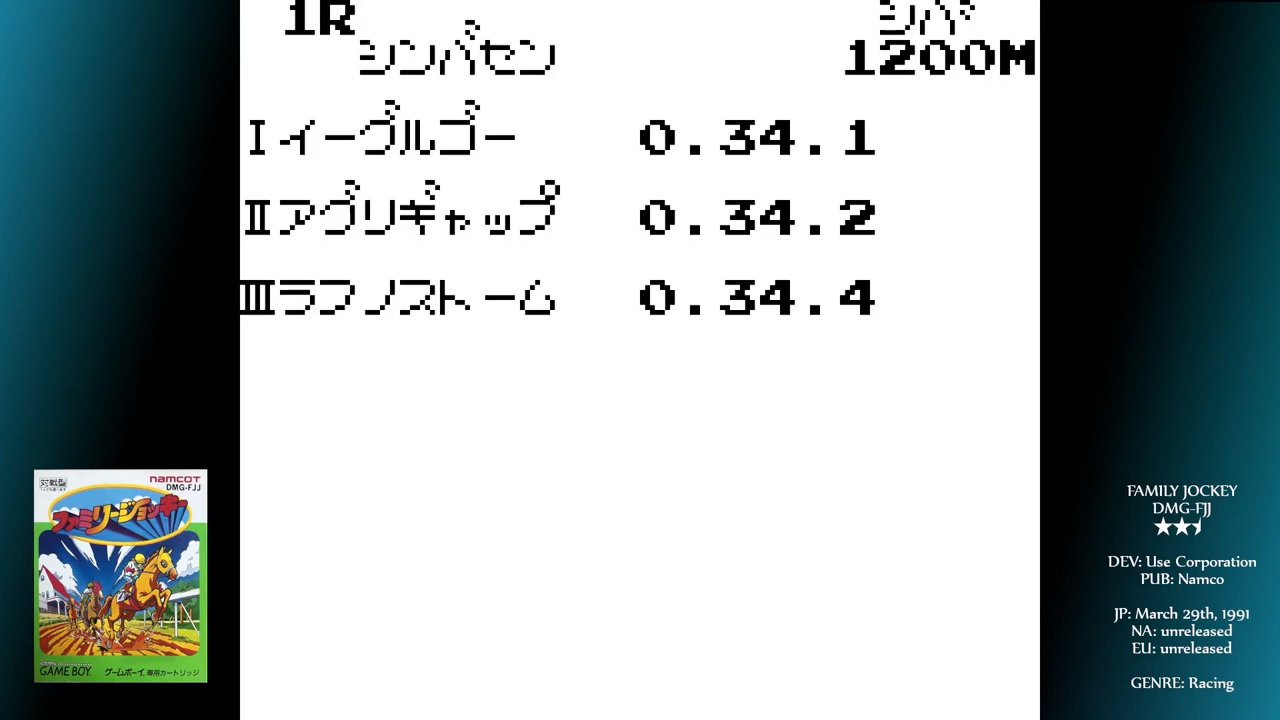 1R
シバ
シンバセン
1200M
Ⅰイーグルゴー 0.34.1
Ⅱアグリギャップ 0.34.2
Ⅲラフノストーム 0.34.4
対戦型
namcot
DMG-FJJ
ファミリージョッキー
GAME BOY
ゲームボーイ専用カートリッジ
FAMILY JOCKEY
DMG-FJJ
DEV: Use Corporation
PUB: Namco
JP: March 29th, 1991
NA: unreleased
EU: unreleased
GENRE: Racing